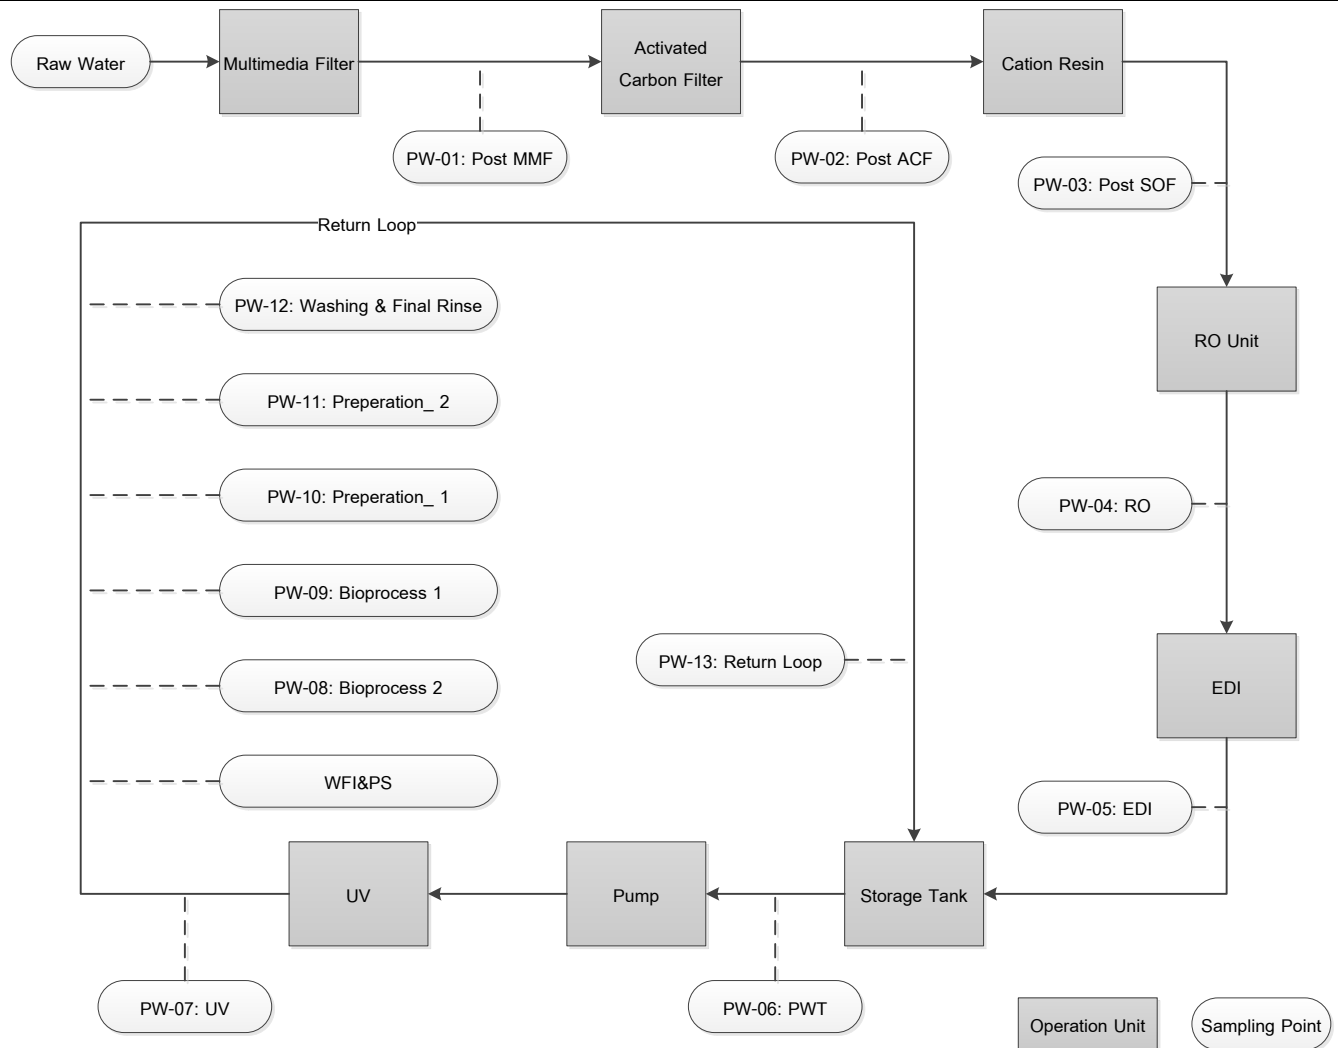 Raw Water
Multimedia Filter
Activated
Carbon Filter
Cation Resin
PW-01: Post MMF
PW-02: Post ACF
PW-03: Post SOF
Return Loop
PW-12: Washing & Final Rinse
RO Unit
PW-11: Preperation_ 2
PW-10: Preperation_ 1
PW-04: RO
PW-09: Bioprocess 1
PW-13: Return Loop
PW-08: Bioprocess 2
EDI
WFI&PS
PW-05: EDI
UV
Pump
Storage Tank
PW-07: UV
PW-06: PWT
Operation Unit
Sampling Point